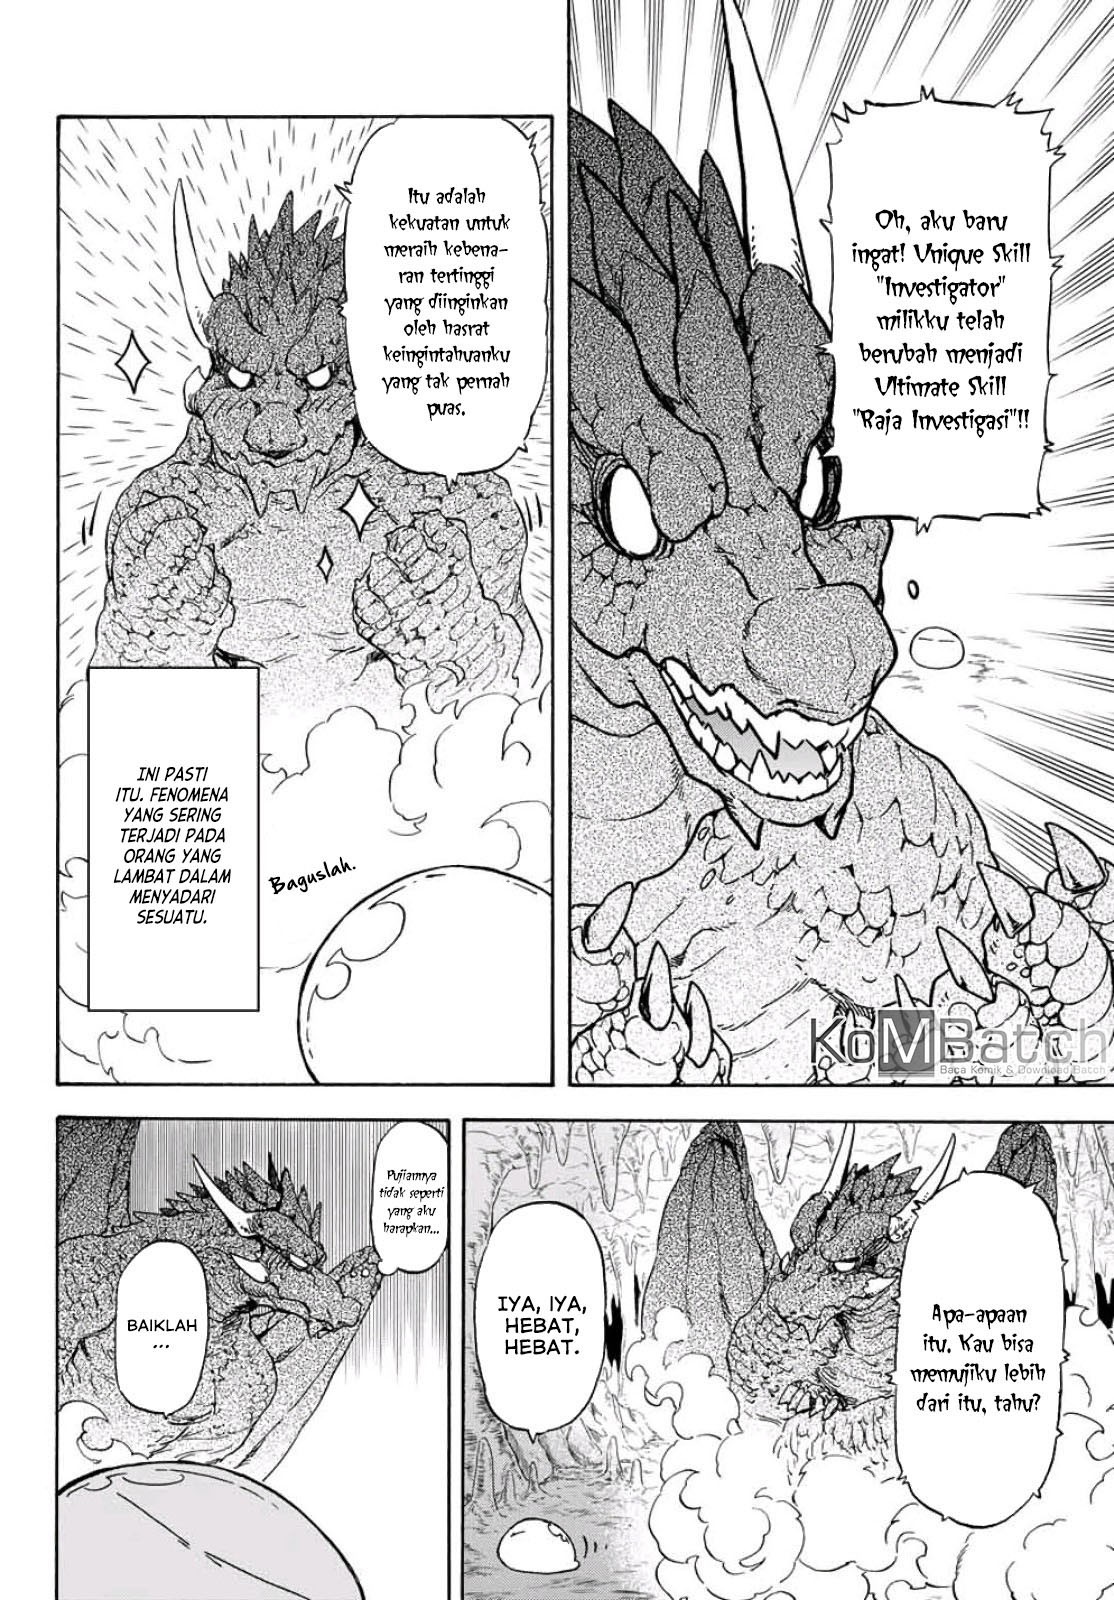 Oh, aku baru
ingat! Unique Skill
"Investigator"
milikku telah
berubah menjadi
Ultimate Skill
"Raja Investigasi"!!
Itu adalah
kekuatan untuk
meraih kebena-
ran tertinggi
yang diinginkan
oleh hasrat
keingintahuanku
yang tak pernah
puas.
INI PASTI
ITU. FENOMENA
YANG SERING
TERJADI PADA
ORANG YANG
LAMBAT DALAM
MENYADARI
SESUATU.
Baguslah.
KoMBatch
Baca Komik & Download Batch
Apa-apaan
itu. Kau bisa
memujiku lebih
dari itu, tahu?
IYA, IYA,
HEBAT,
HEBAT.
Pujiannya
tidak seperti
yang aku
harapkan...
BAIKLAH
...